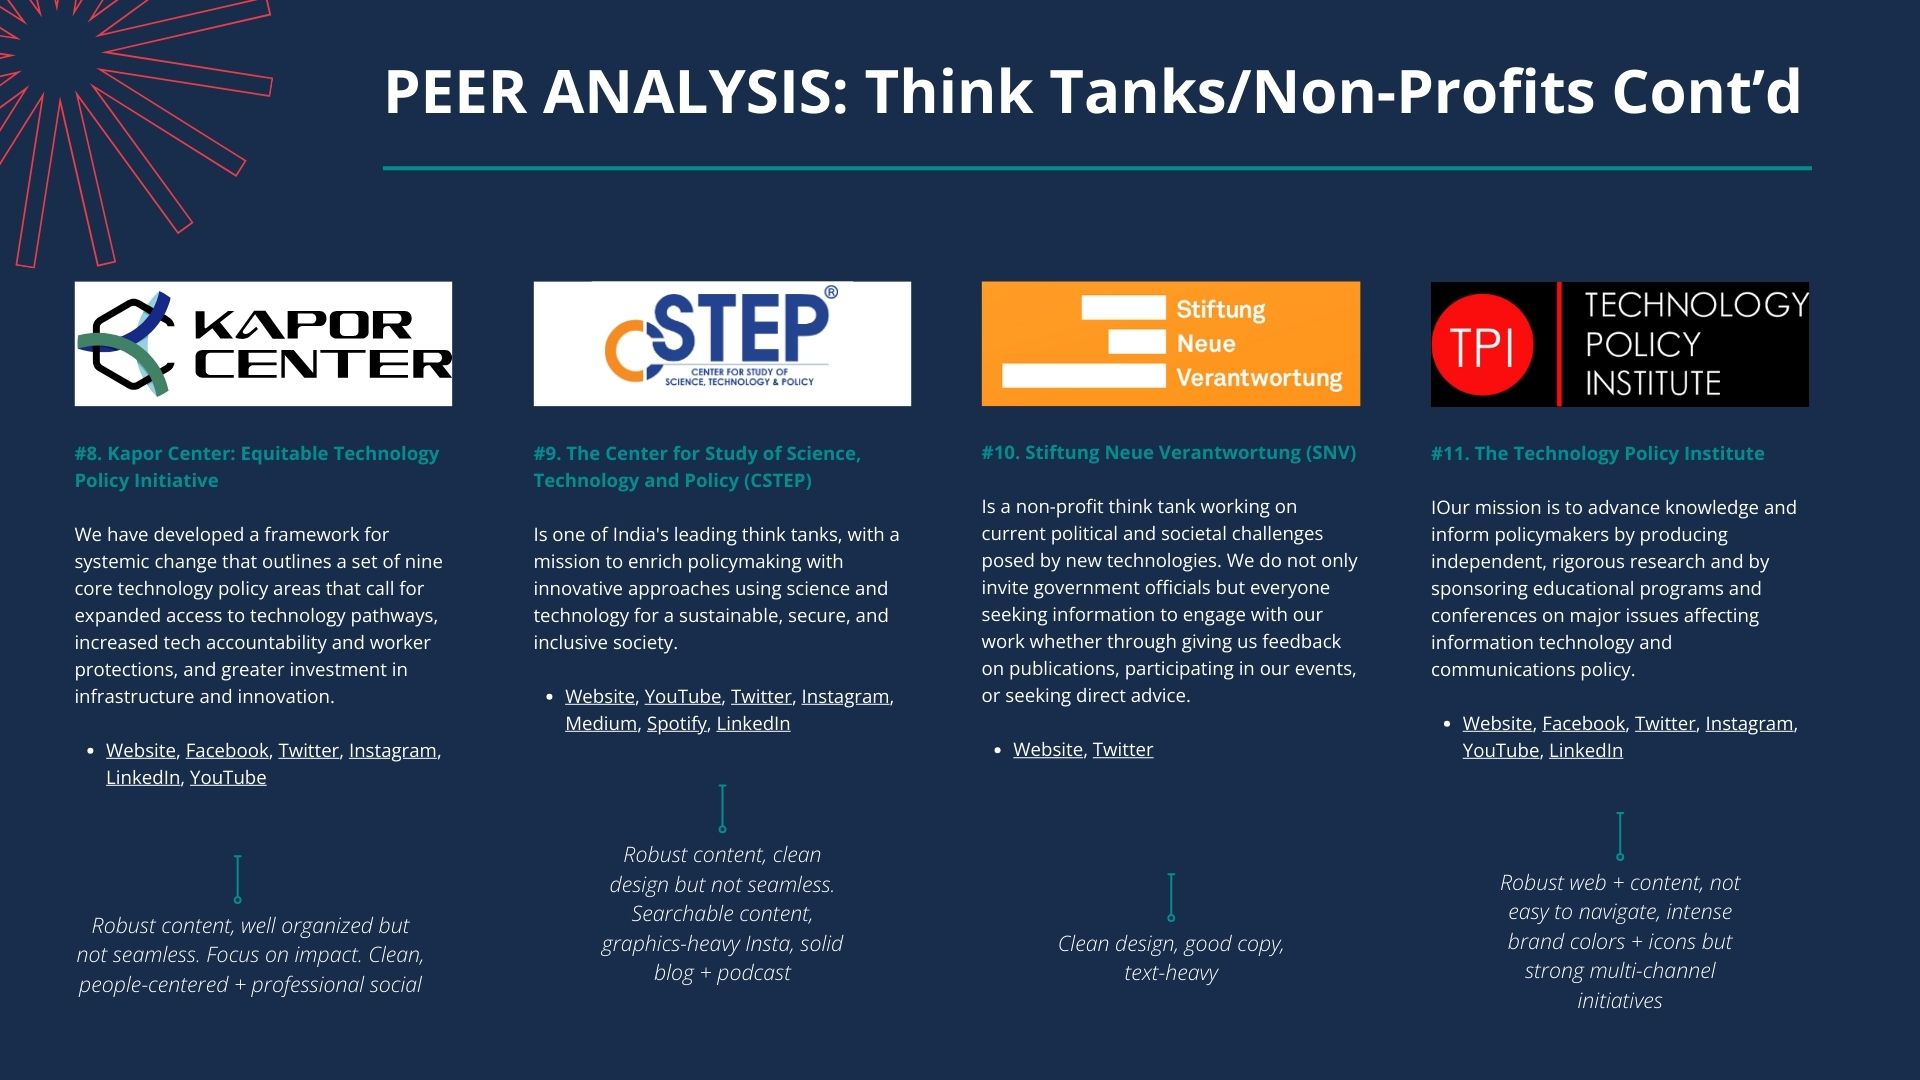 PEER ANALYSIS: Think Tanks/Non-Profits Cont’d
KAPOR
CENTER
#8. Kapor Center: Equitable Technology
Policy Initiative
We have developed a framework for
systemic change that outlines a set of nine
core technology policy areas that call for
expanded access to technology pathways,
increased tech accountability and worker
protections, and greater investment in
infrastructure and innovation.
• Website, Facebook, Twitter, Instagram,
LinkedIn, YouTube
Robust content, well organized but
not seamless. Focus on impact. Clean,
people-centered + professional social
CSTEP®
CENTER FOR STUDY OF
SCIENCE, TECHNOLOGY & POLICY
#9. The Center for Study of Science,
Technology and Policy (CSTEP)
Is one of India's leading think tanks, with a
mission to enrich policymaking with
innovative approaches using science and
technology for a sustainable, secure, and
inclusive society.
• Website, YouTube, Twitter, Instagram,
Medium, Spotify, LinkedIn
Robust content, clean
design but not seamless.
Searchable content,
graphics-heavy Insta, solid
blog + podcast
Stiftung
Neue
Verantwortung
#10. Stiftung Neue Verantwortung (SNV)
Is a non-profit think tank working on
current political and societal challenges
posed by new technologies. We do not only
invite government officials but everyone
seeking information to engage with our
work whether through giving us feedback
on publications, participating in our events,
or seeking direct advice.
• Website, Twitter
Clean design, good copy,
text-heavy
TPI
TECHNOLOGY
POLICY
INSTITUTE
#11. The Technology Policy Institute
IOur mission is to advance knowledge and
inform policymakers by producing
independent, rigorous research and by
sponsoring educational programs and
conferences on major issues affecting
information technology and
communications policy.
• Website, Facebook, Twitter, Instagram,
YouTube, LinkedIn
Robust web + content, not
easy to navigate, intense
brand colors + icons but
strong multi-channel
initiatives